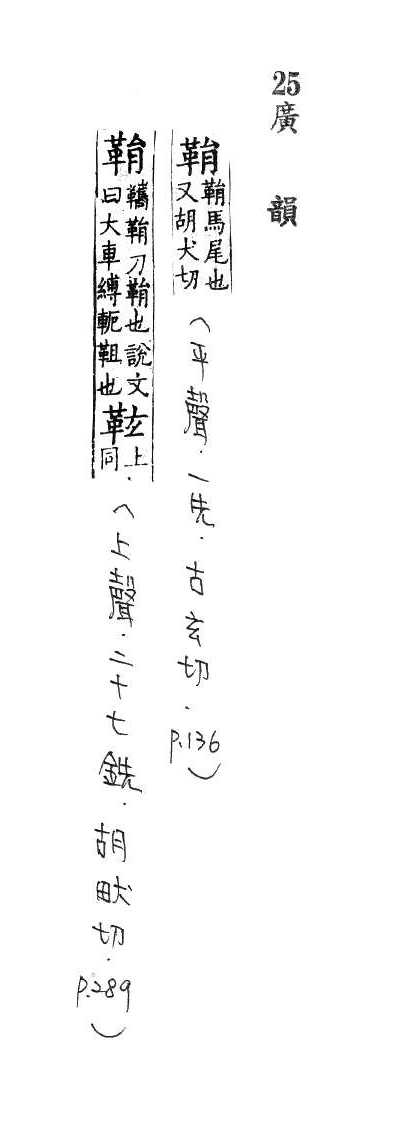 25 廣韻
鞙 鞙馬尾也又胡犬切（平聲．一先．古玄切．p.136）
鞙 鞙刀鞘也說文曰大車縛軛靼也 上同．（上聲．二十七銑．胡畎切．p.289）